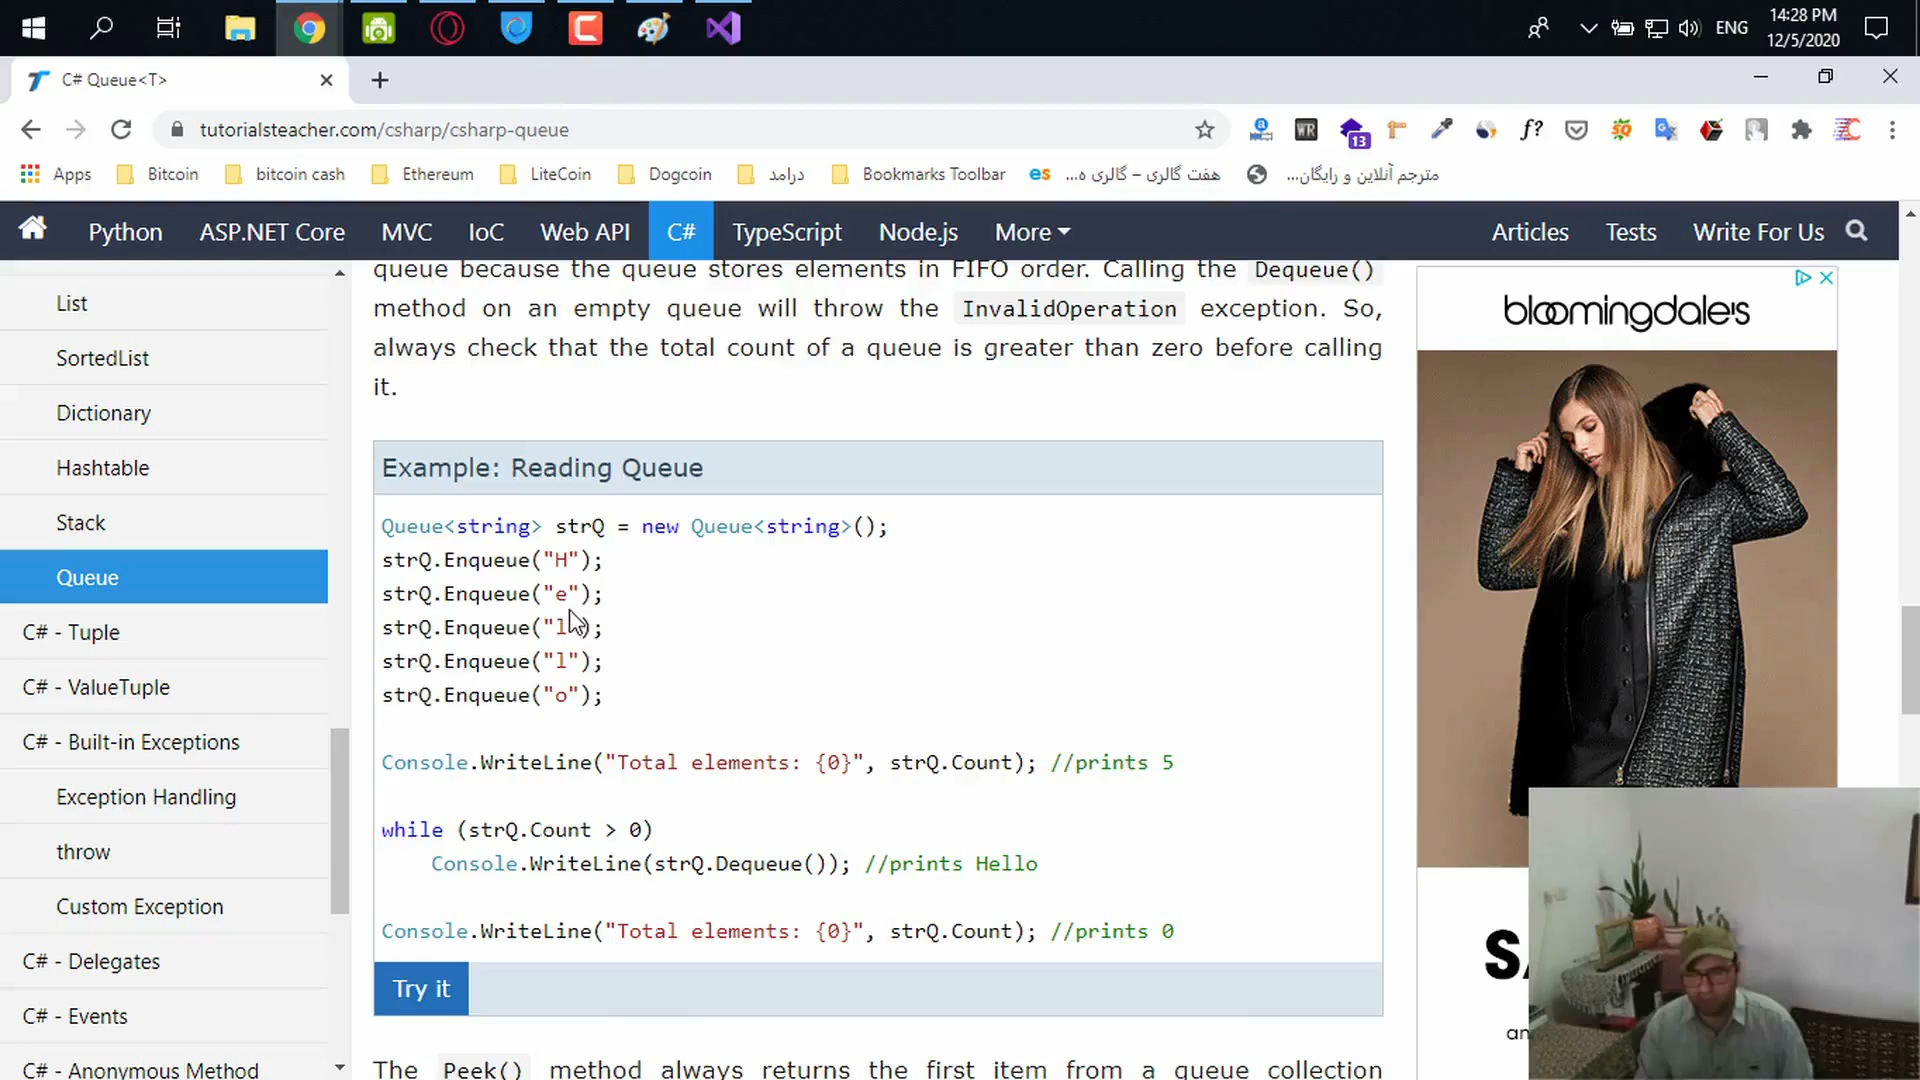 ENG
14:28 PM
12/5/2020
C# Queue<T>
tutorialsteacher.com/csharp/csharp-queue
13
Apps
Bitcoin
bitcoin cash
Ethereum
LiteCoin
Dogcoin
درامد
Bookmarks Toolbar
هفت گالری – گالری ه...
مترجم آنلاین و رایگان...
Python ASP.NET Core MVC IoC Web API C# TypeScript Node.js More Articles Tests Write For Us
List
SortedList
Dictionary
Hashtable
Stack
Queue
C# - Tuple
C# - ValueTuple
C# - Built-in Exceptions
Exception Handling
throw
Custom Exception
C# - Delegates
C# - Events
C# - Anonymous Method
queue because the queue stores elements in FIFO order. Calling the Dequeue()
method on an empty queue will throw the InvalidOperation exception. So,
always check that the total count of a queue is greater than zero before calling
it.
Example: Reading Queue
Queue<string> strQ = new Queue<string>();
strQ.Enqueue("H");
strQ.Enqueue("e");
strQ.Enqueue("l");
strQ.Enqueue("l");
strQ.Enqueue("o");
Console.WriteLine("Total elements: {0}", strQ.Count); //prints 5
while (strQ.Count > 0)
Console.WriteLine(strQ.Dequeue()); //prints Hello
Console.WriteLine("Total elements: {0}", strQ.Count); //prints 0
Try it
The Peek() method always returns the first item from a queue collection
bloomingdale's